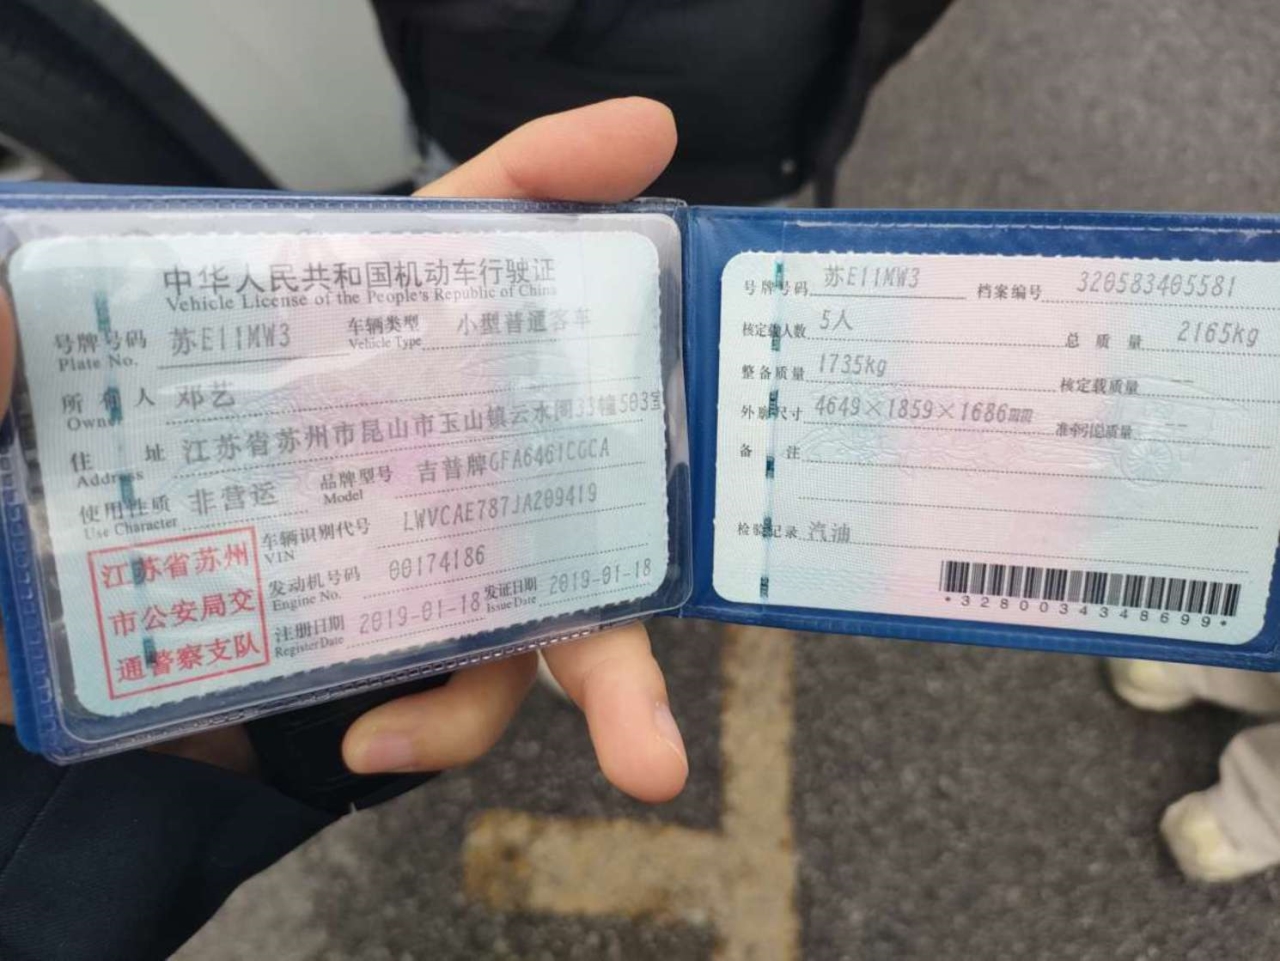 中华人民共和国机动车行驶证
Vehicle License of the People's Republic of China
号牌号码 苏E11MW3 车辆类型 小型普通客车
Plate No. Vehicle Type
所有人 邓艺
Owner
住址 江苏省苏州市昆山市玉山镇云水阁33幢503室
Address
使用性质 非营运 品牌型号 吉普牌GFA6461CGCA
Use Character Model
车辆识别代号 LWVCAE787JA209419
VIN
发动机号码 00174186
Engine No.
注册日期 2019-01-18 发证日期 2019-01-18
Register Date Issue Date
江苏省苏州
市公安局交
通警察支队
号牌号码 苏E11MW3 档案编号 320583405581
核定载人数 5人 总质量 2165kg
整备质量 1735kg 核定载质量 --
外廓尺寸 4649×1859×1686㎜ 准牵引总质量 --
备注
检验记录 汽油
*3280034348699*